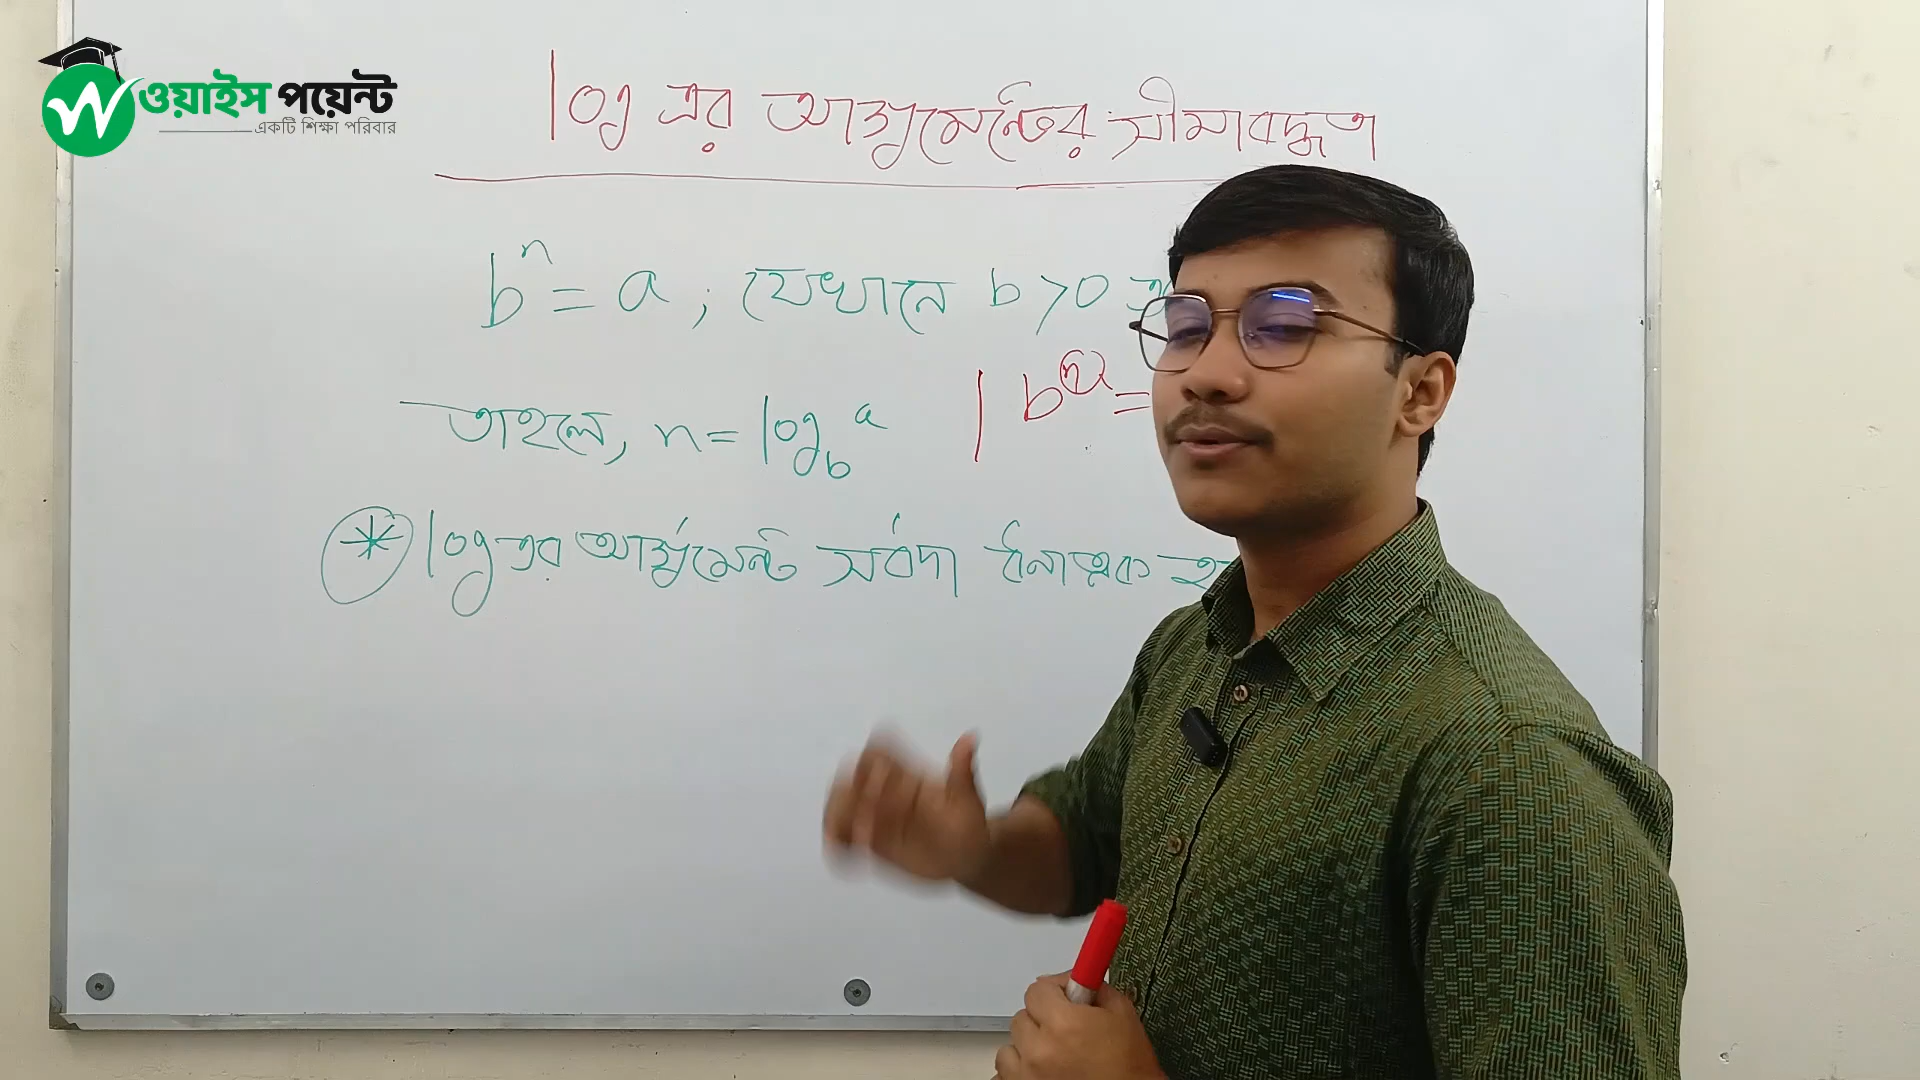 ওয়াইস পয়েন্ট
একটি শিক্ষা পরিবার
log এর আর্গুমেন্টের সীমাবদ্ধতা
b^n = a ; যেখানে b > 0
তাহলে, n = log_b a
b^n =
* log এর আর্গুমেন্ট সর্বদা ধনাত্মক